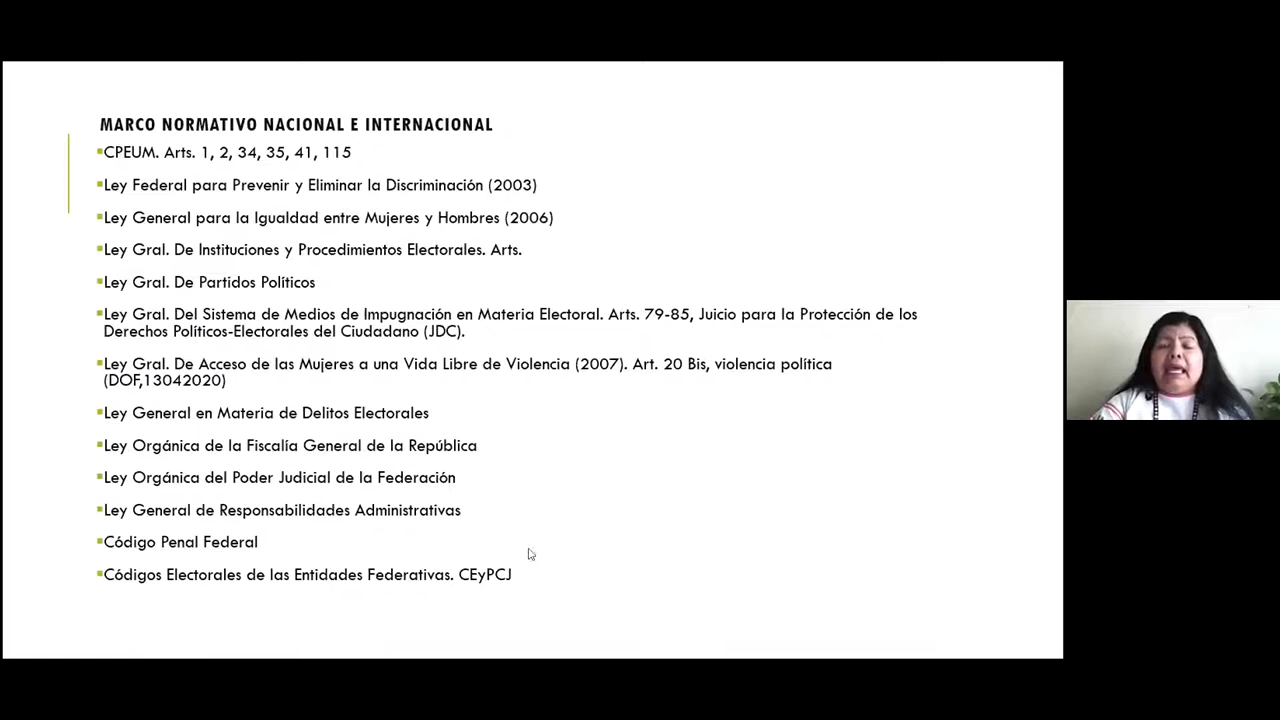 MARCO NORMATIVO NACIONAL E INTERNACIONAL
CPEUM. Arts. 1, 2, 34, 35, 41, 115
Ley Federal para Prevenir y Eliminar la Discriminación (2003)
Ley General para la Igualdad entre Mujeres y Hombres (2006)
Ley Gral. De Instituciones y Procedimientos Electorales. Arts.
Ley Gral. De Partidos Políticos
Ley Gral. Del Sistema de Medios de Impugnación en Materia Electoral. Arts. 79-85, Juicio para la Protección de los
Derechos Políticos-Electorales del Ciudadano (JDC).
Ley Gral. De Acceso de las Mujeres a una Vida Libre de Violencia (2007). Art. 20 Bis, violencia política
(DOF,13042020)
Ley General en Materia de Delitos Electorales
Ley Orgánica de la Fiscalía General de la República
Ley Orgánica del Poder Judicial de la Federación
Ley General de Responsabilidades Administrativas
Código Penal Federal
Códigos Electorales de las Entidades Federativas. CEyPCJ